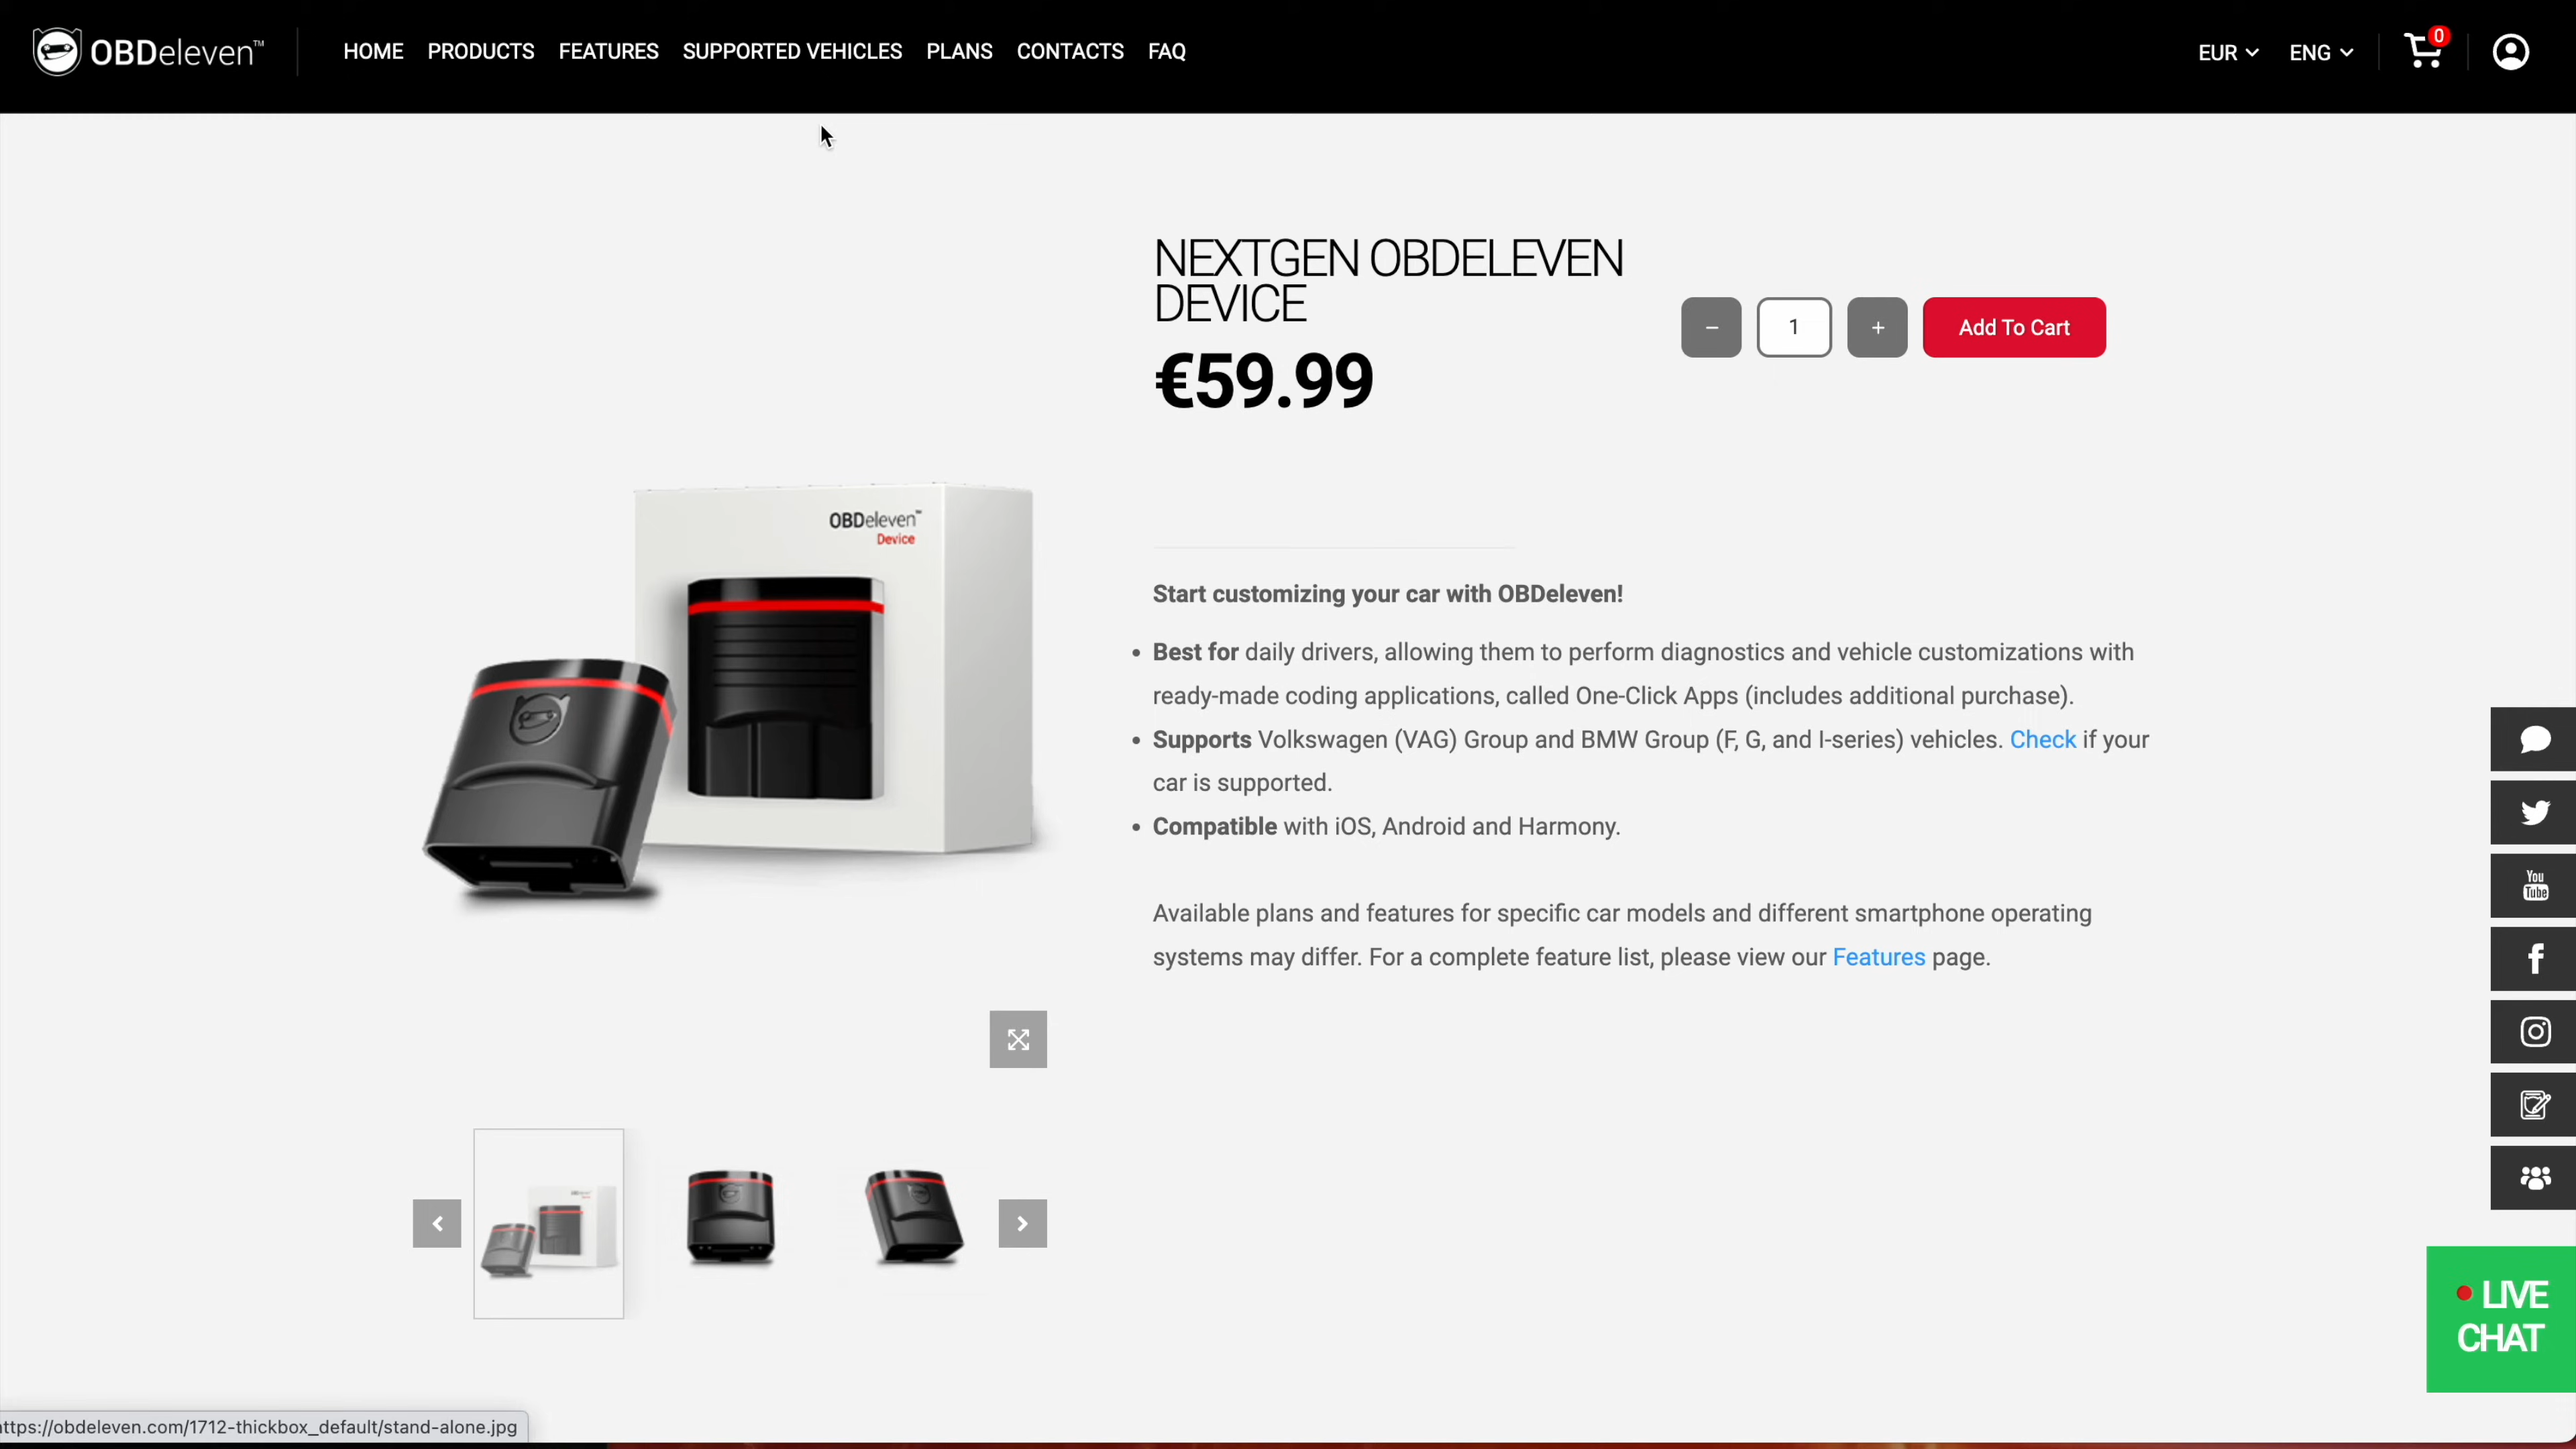 OBDeleven™
HOME PRODUCTS FEATURES SUPPORTED VEHICLES PLANS CONTACTS FAQ
EUR ENG 0
NEXTGEN OBDELEVEN
DEVICE
€59.99
− 1 + Add To Cart
OBDeleven™
Device
Start customizing your car with OBDeleven!
• Best for daily drivers, allowing them to perform diagnostics and vehicle customizations with
ready-made coding applications, called One-Click Apps (includes additional purchase).
• Supports Volkswagen (VAG) Group and BMW Group (F, G, and I-series) vehicles. Check if your
car is supported.
• Compatible with iOS, Android and Harmony.
Available plans and features for specific car models and different smartphone operating
systems may differ. For a complete feature list, please view our Features page.
You
Tube
LIVE
CHAT
ttps://obdeleven.com/1712-thickbox_default/stand-alone.jpg